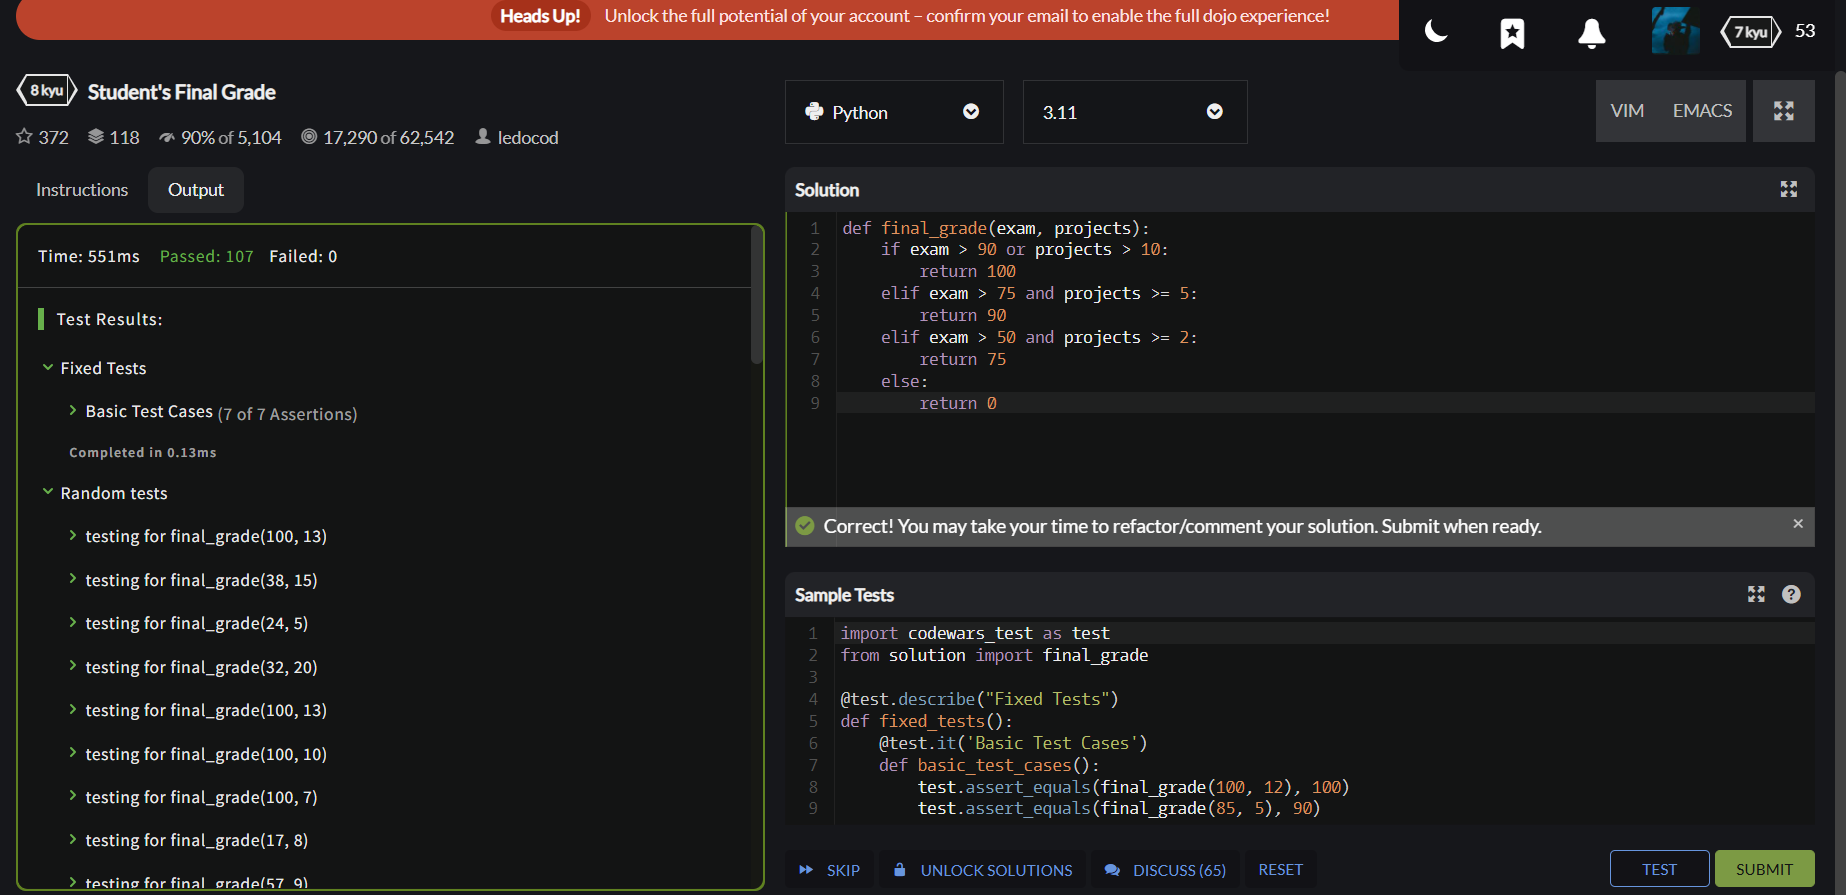 Heads Up! Unlock the full potential of your account – confirm your email to enable the full dojo experience!
7 kyu 53
8 kyu Student's Final Grade
372 118 90% of 5,104 17,290 of 62,542 ledocod
Instructions Output
Time: 551ms Passed: 107 Failed: 0
Test Results:
Fixed Tests
Basic Test Cases (7 of 7 Assertions)
Completed in 0.13ms
Random tests
testing for final_grade(100, 13)
testing for final_grade(38, 15)
testing for final_grade(24, 5)
testing for final_grade(32, 20)
testing for final_grade(100, 13)
testing for final_grade(100, 10)
testing for final_grade(100, 7)
testing for final_grade(17, 8)
testing for final_grade(57, 9)
Python 3.11 VIM EMACS
Solution
1 def final_grade(exam, projects):
2     if exam > 90 or projects > 10:
3         return 100
4     elif exam > 75 and projects >= 5:
5         return 90
6     elif exam > 50 and projects >= 2:
7         return 75
8     else:
9         return 0
Correct! You may take your time to refactor/comment your solution. Submit when ready. ×
Sample Tests ?
1 import codewars_test as test
2 from solution import final_grade
3
4 @test.describe("Fixed Tests")
5 def fixed_tests():
6     @test.it('Basic Test Cases')
7     def basic_test_cases():
8         test.assert_equals(final_grade(100, 12), 100)
9         test.assert_equals(final_grade(85, 5), 90)
SKIP UNLOCK SOLUTIONS DISCUSS (65) RESET TEST SUBMIT